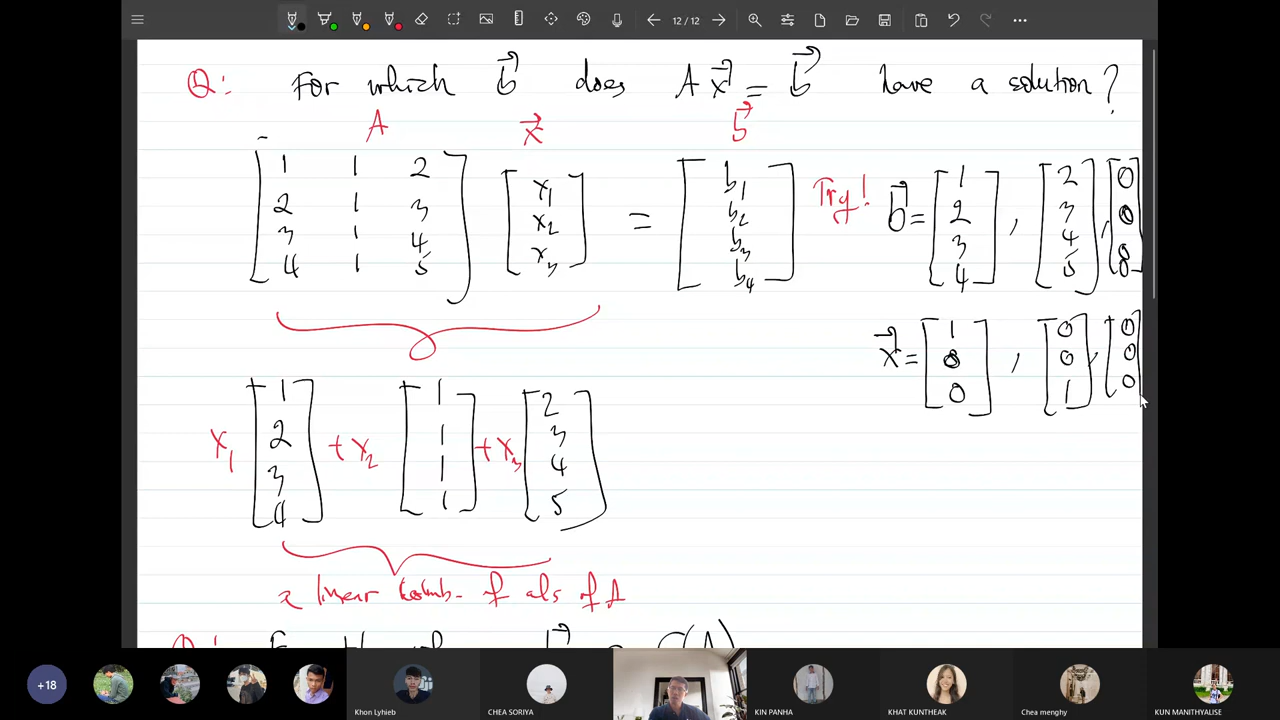 12 / 12
Q: For which b does A x = b have a solution?
A x b
1 1 2 x1 b1 Try! b = 1 , 2 , 0
2 1 3 x2 = b2 2 3 0
3 1 4 x3 b3 3 4 0
4 1 5 b4 4 5 0
x = 1 , 0 , 0
0 0 0
0 1 0
x1 1 + x2 1 + x3 2
2 1 3
3 1 4
4 1 5
a linear comb. of cols of A
C(A)
+18
Khon Lyhieb
CHEA SORIYA
KIN PANHA
KHAT KUNTHEAK
Chea menghy
KUN MANITHYALISE